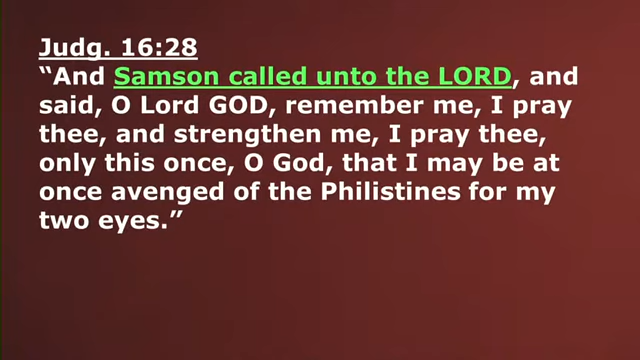 Judg. 16:28
“And Samson called unto the LORD, and
said, O Lord GOD, remember me, I pray
thee, and strengthen me, I pray thee,
only this once, O God, that I may be at
once avenged of the Philistines for my
two eyes.”